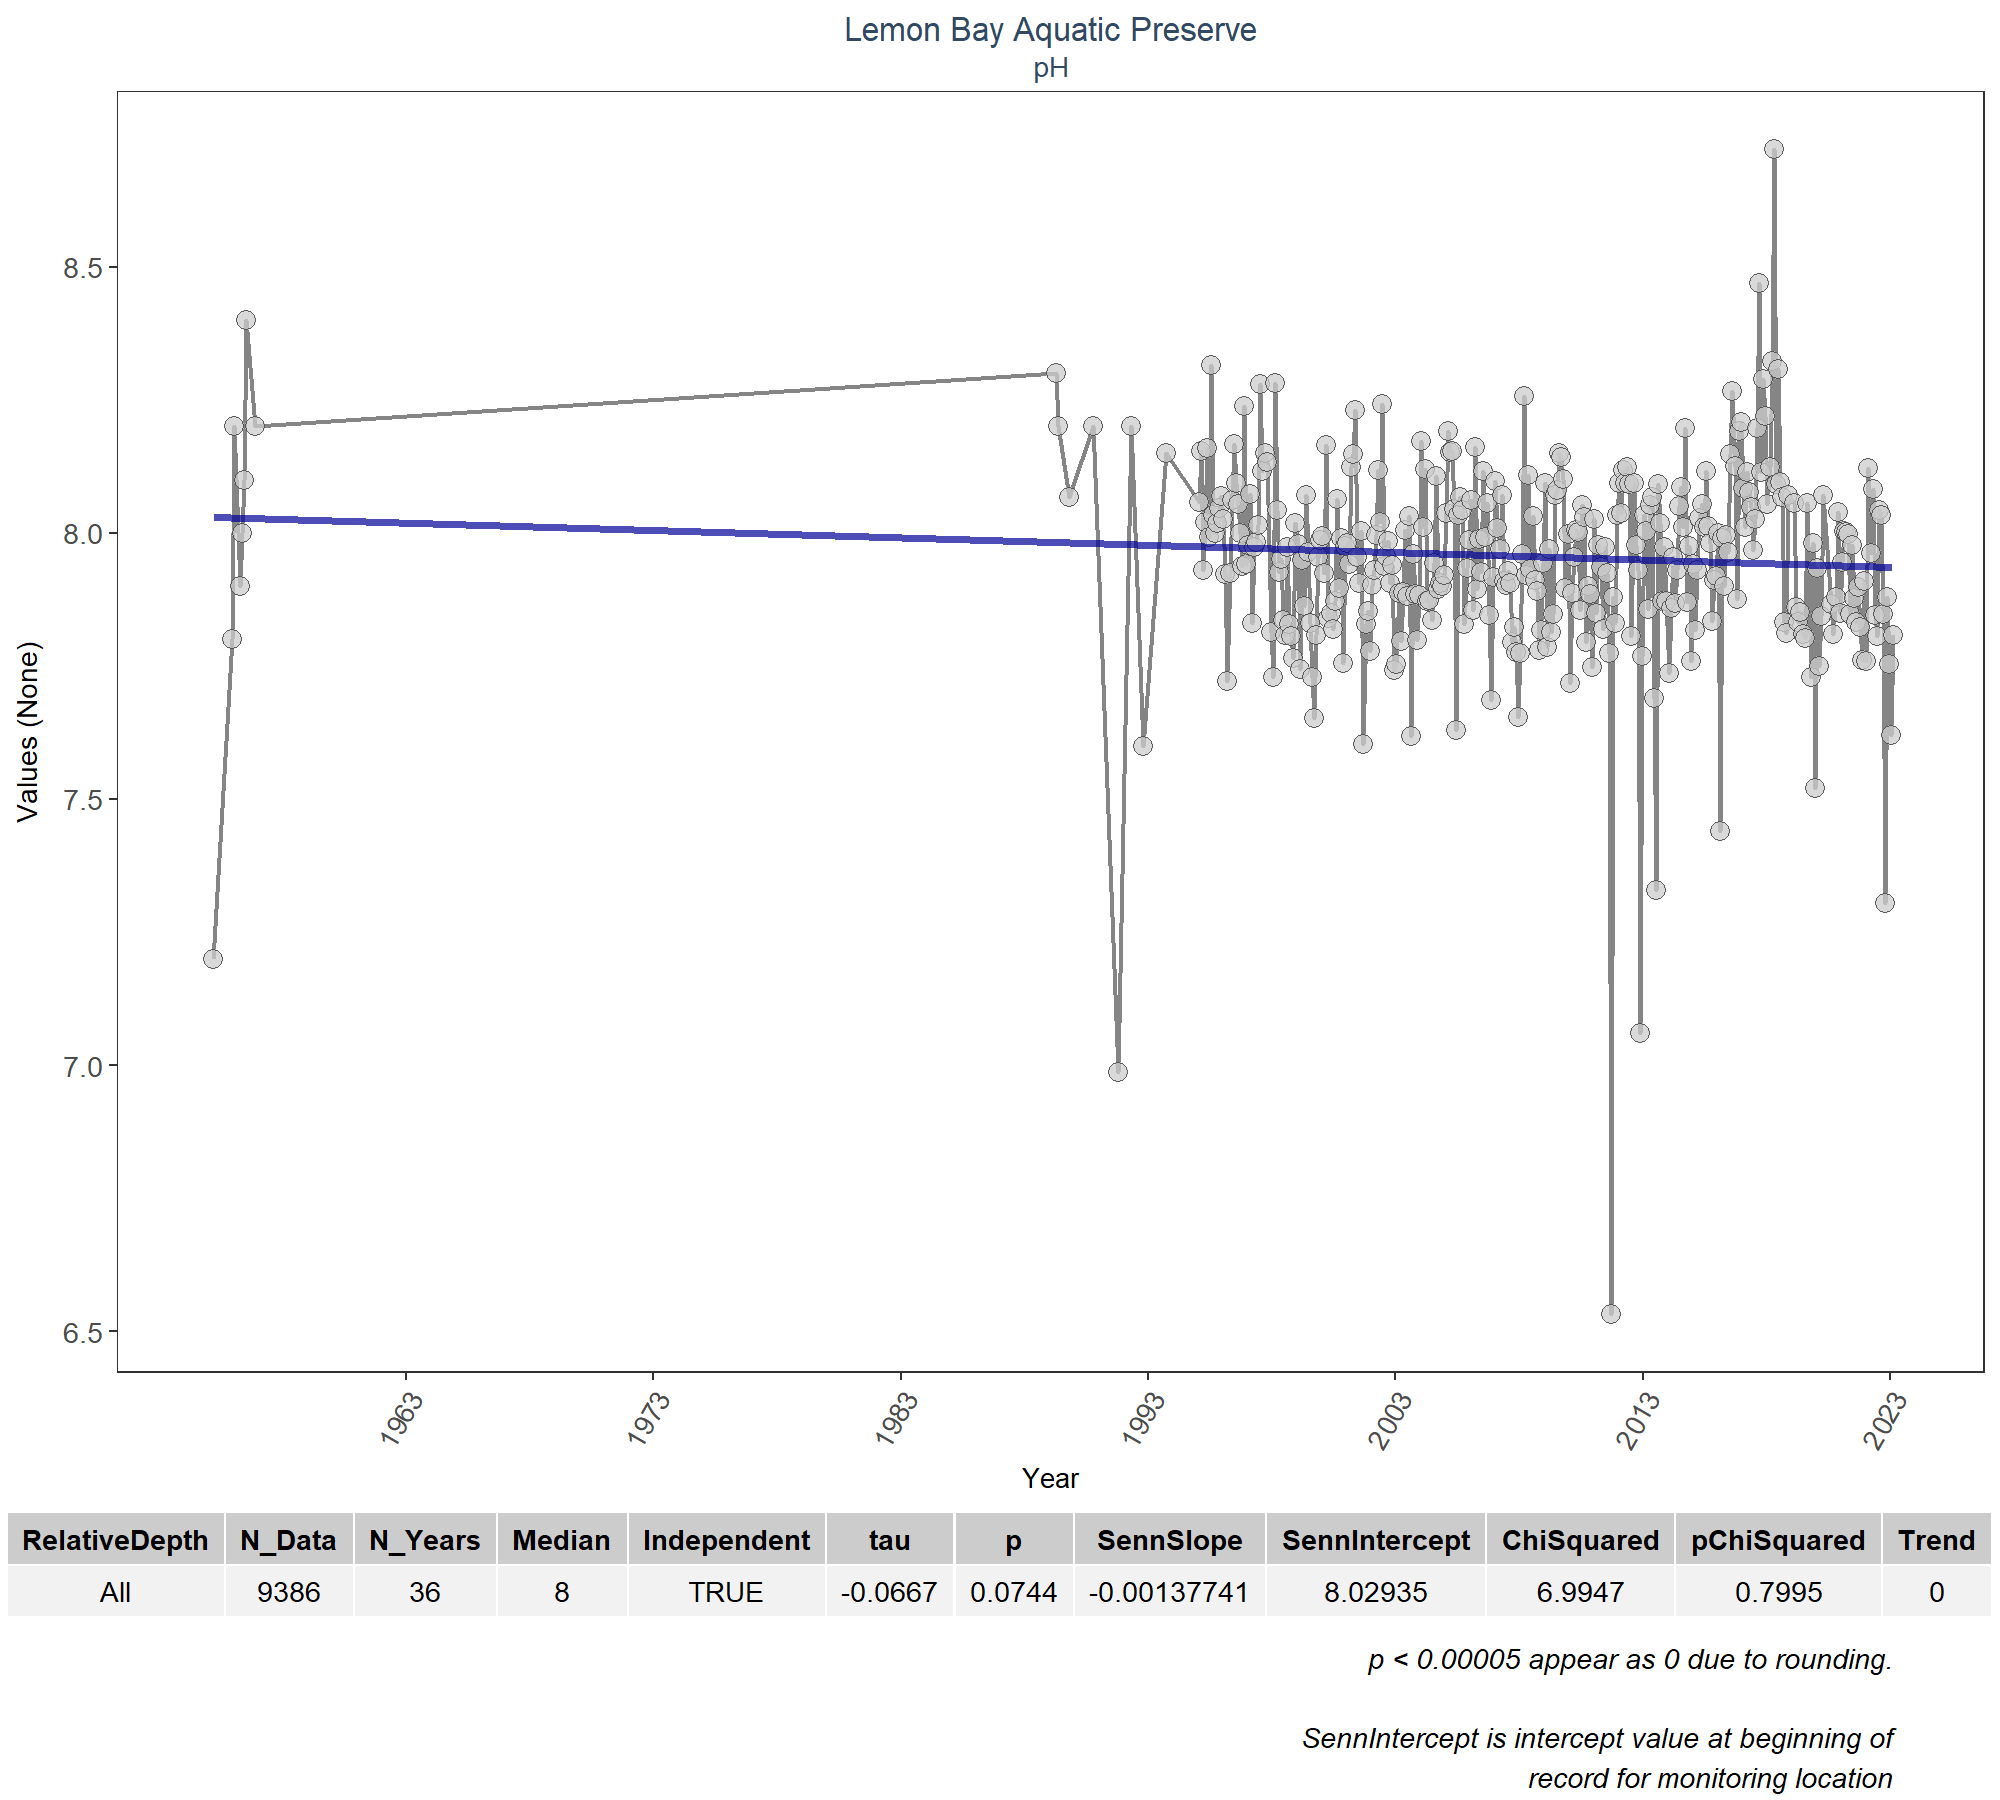 Lemon Bay Aquatic Preserve
pH
Values (None)
8.5
8.0
7.5
7.0
6.5
1963 1973 1983 1993 2003 2013 2023
Year
RelativeDepth N_Data N_Years Median Independent tau p SennSlope SennIntercept ChiSquared pChiSquared Trend
All 9386 36 8 TRUE -0.0667 0.0744 -0.00137741 8.02935 6.9947 0.7995 0
p < 0.00005 appear as 0 due to rounding.
SennIntercept is intercept value at beginning of
record for monitoring location